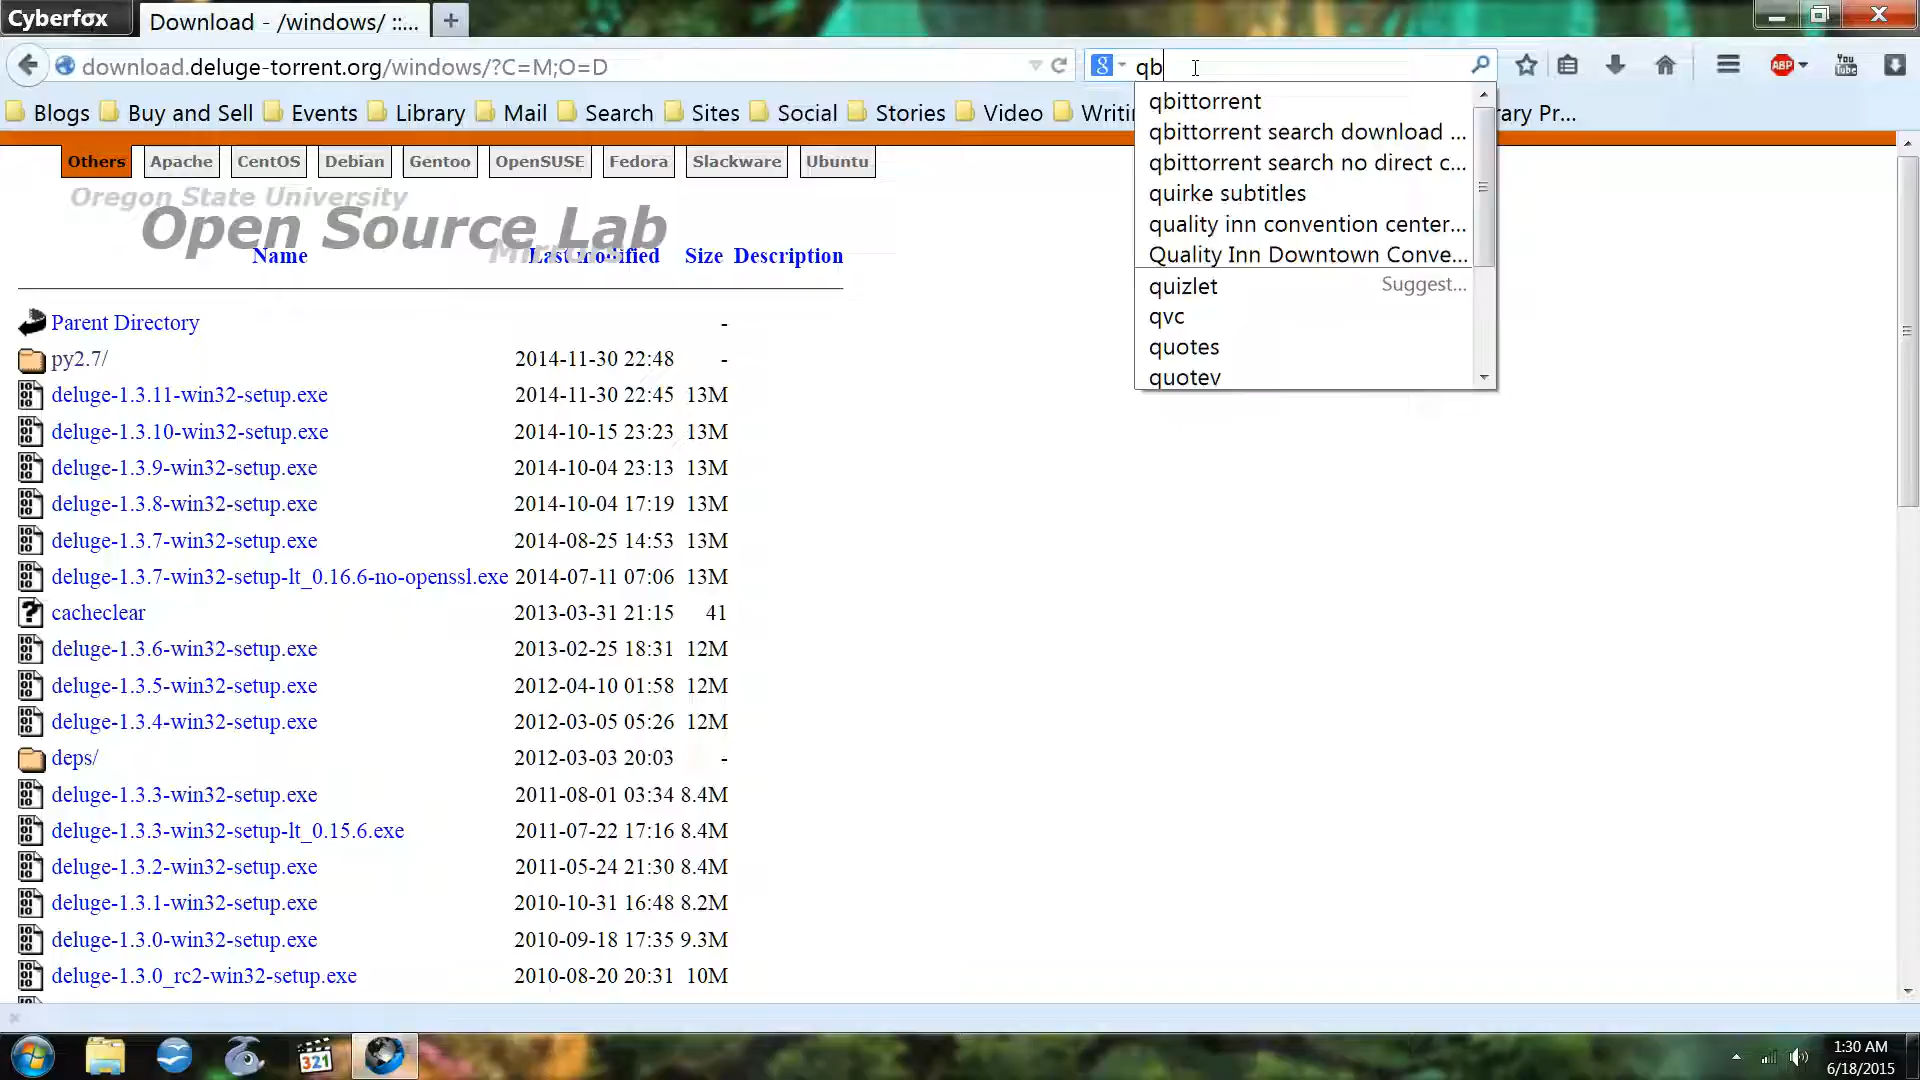 Cyberfox
Download - /windows/ ::...
download.deluge-torrent.org/windows/?C=M;O=D
qb
ABP
You Tube
Blogs Buy and Sell Events Library Mail Search Sites Social Stories Video Writi
ary Pr...
qbittorrent
qbittorrent search download ...
qbittorrent search no direct c...
quirke subtitles
quality inn convention center...
Quality Inn Downtown Conve...
quizlet Suggest...
qvc
quotes
quotev
Others Apache CentOS Debian Gentoo OpenSUSE Fedora Slackware Ubuntu
Oregon State University
Open Source Lab
Name Last modified Size Description
Parent Directory -
py2.7/ 2014-11-30 22:48 -
deluge-1.3.11-win32-setup.exe 2014-11-30 22:45 13M
deluge-1.3.10-win32-setup.exe 2014-10-15 23:23 13M
deluge-1.3.9-win32-setup.exe 2014-10-04 23:13 13M
deluge-1.3.8-win32-setup.exe 2014-10-04 17:19 13M
deluge-1.3.7-win32-setup.exe 2014-08-25 14:53 13M
deluge-1.3.7-win32-setup-lt_0.16.6-no-openssl.exe 2014-07-11 07:06 13M
cacheclear 2013-03-31 21:15 41
deluge-1.3.6-win32-setup.exe 2013-02-25 18:31 12M
deluge-1.3.5-win32-setup.exe 2012-04-10 01:58 12M
deluge-1.3.4-win32-setup.exe 2012-03-05 05:26 12M
deps/ 2012-03-03 20:03 -
deluge-1.3.3-win32-setup.exe 2011-08-01 03:34 8.4M
deluge-1.3.3-win32-setup-lt_0.15.6.exe 2011-07-22 17:16 8.4M
deluge-1.3.2-win32-setup.exe 2011-05-24 21:30 8.4M
deluge-1.3.1-win32-setup.exe 2010-10-31 16:48 8.2M
deluge-1.3.0-win32-setup.exe 2010-09-18 17:35 9.3M
deluge-1.3.0_rc2-win32-setup.exe 2010-08-20 20:31 10M
321
1:30 AM
6/18/2015